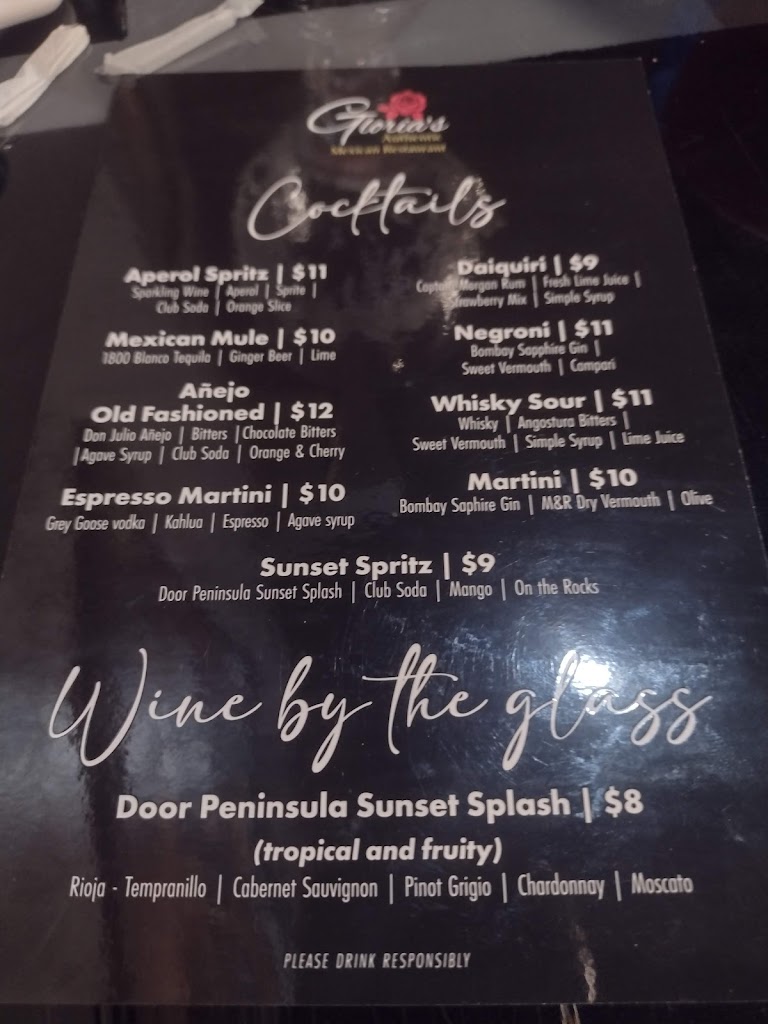 Gloria's
Authentic
Mexican Restaurant
Cocktails
Aperol Spritz | $11
Sparkling Wine | Aperol | Sprite |
Club Soda | Orange Slice
Mexican Mule | $10
1800 Blanco Tequila | Ginger Beer | Lime
Añejo
Old Fashioned | $12
Don Julio Añejo | Bitters | Chocolate Bitters
| Agave Syrup | Club Soda | Orange & Cherry
Espresso Martini | $10
Grey Goose vodka | Kahlua | Espresso | Agave syrup
Daiquiri | $9
Captain Morgan Rum | Fresh Lime Juice |
Strawberry Mix | Simple Syrup
Negroni | $11
Bombay Sapphire Gin |
Sweet Vermouth | Campari
Whisky Sour | $11
Whisky | Angostura Bitters |
Sweet Vermouth | Simple Syrup | Lime Juice
Martini | $10
Bombay Saphire Gin | M&R Dry Vermouth | Olive
Sunset Spritz | $9
Door Peninsula Sunset Splash | Club Soda | Mango | On the Rocks
Wine by the glass
Door Peninsula Sunset Splash | $8
(tropical and fruity)
Rioja - Tempranillo | Cabernet Sauvignon | Pinot Grigio | Chardonnay | Moscato
PLEASE DRINK RESPONSIBLY